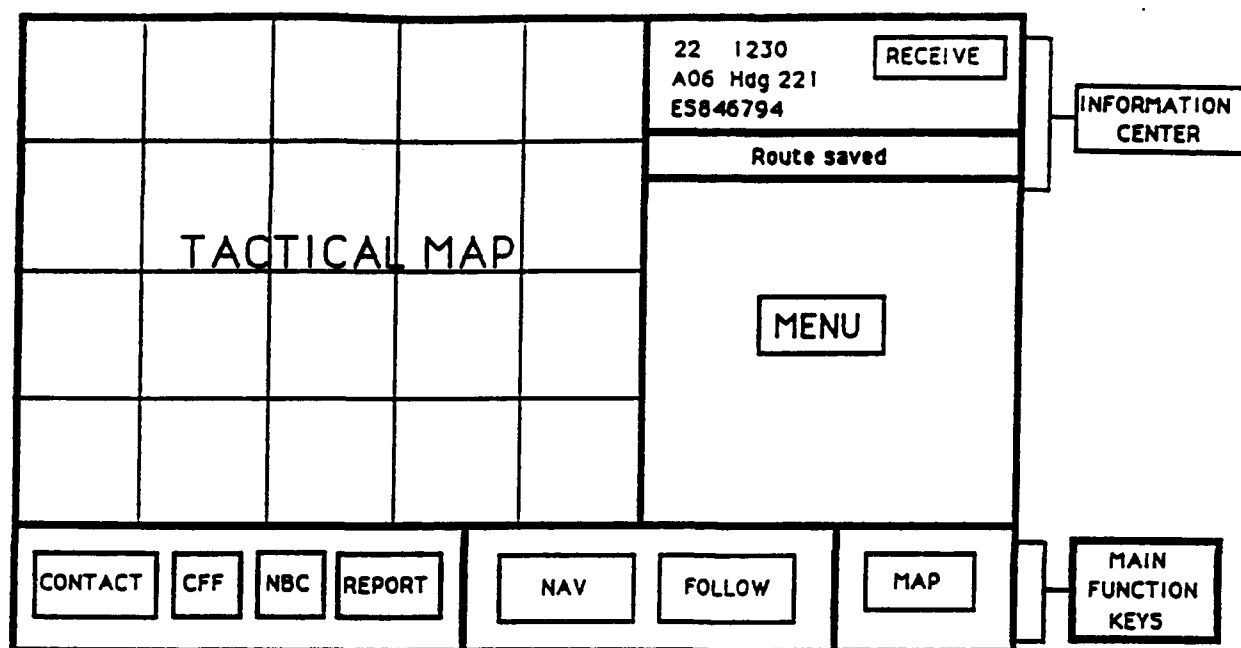 22 1230
RECEIVE
A06 Hdg 221
ES846794
INFORMATION
CENTER
Route saved
TACTICAL MAP
MENU
CONTACT
CFF
NBC
REPORT
NAV
FOLLOW
MAP
MAIN
FUNCTION
KEYS